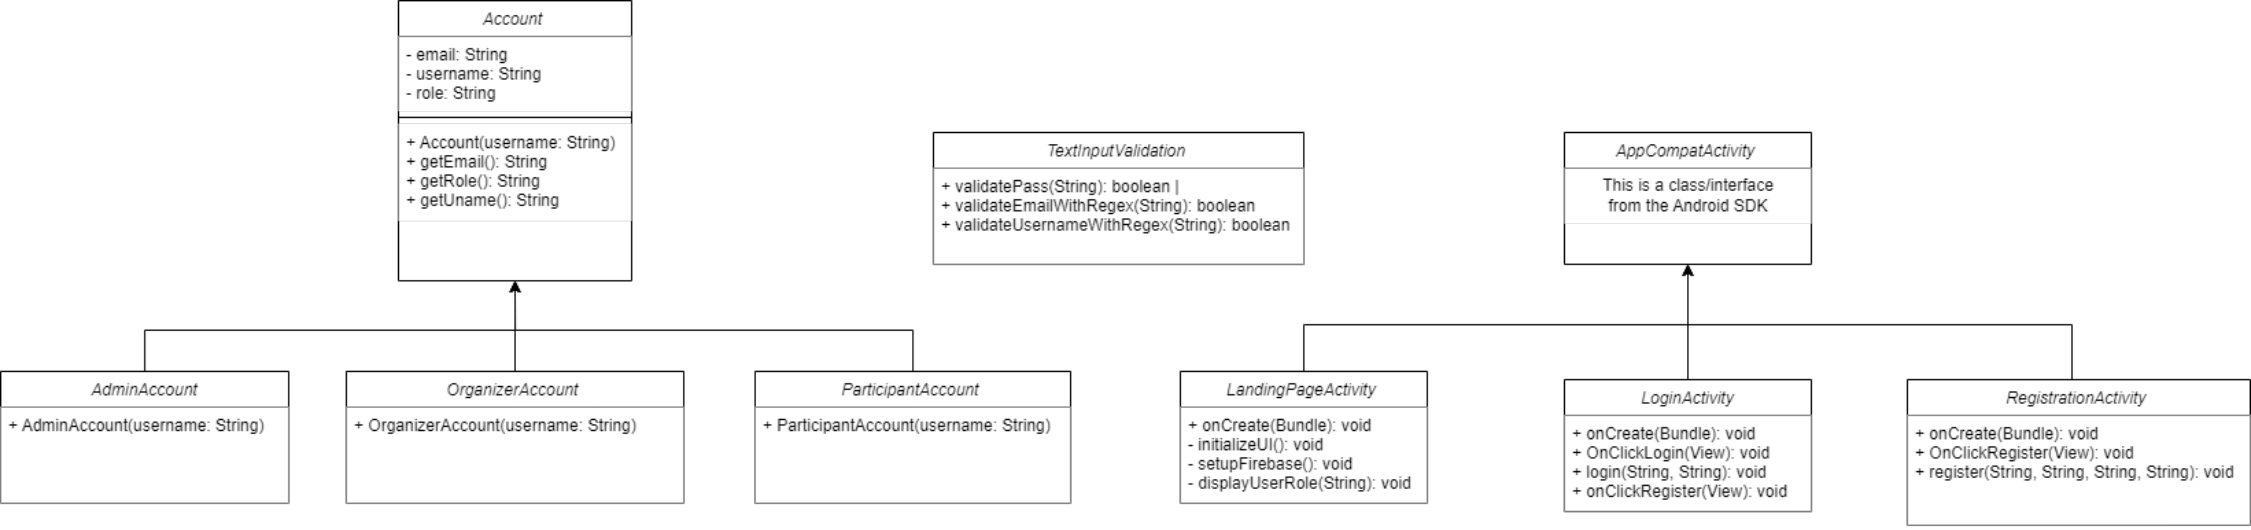 Account
- email: String
- username: String
- role: String
+ Account(username: String)
+ getEmail(): String
+ getRole(): String
+ getUname(): String
TextInputValidation
+ validatePass(String): boolean |
+ validateEmailWithRegex(String): boolean
+ validateUsernameWithRegex(String): boolean
AppCompatActivity
This is a class/interface
from the Android SDK
AdminAccount
+ AdminAccount(username: String)
OrganizerAccount
+ OrganizerAccount(username: String)
ParticipantAccount
+ ParticipantAccount(username: String)
LandingPageActivity
+ onCreate(Bundle): void
- initializeUI(): void
- setupFirebase(): void
- displayUserRole(String): void
LoginActivity
+ onCreate(Bundle): void
+ OnClickLogin(View): void
+ login(String, String): void
+ onClickRegister(View): void
RegistrationActivity
+ onCreate(Bundle): void
+ OnClickRegister(View): void
+ register(String, String, String, String): void